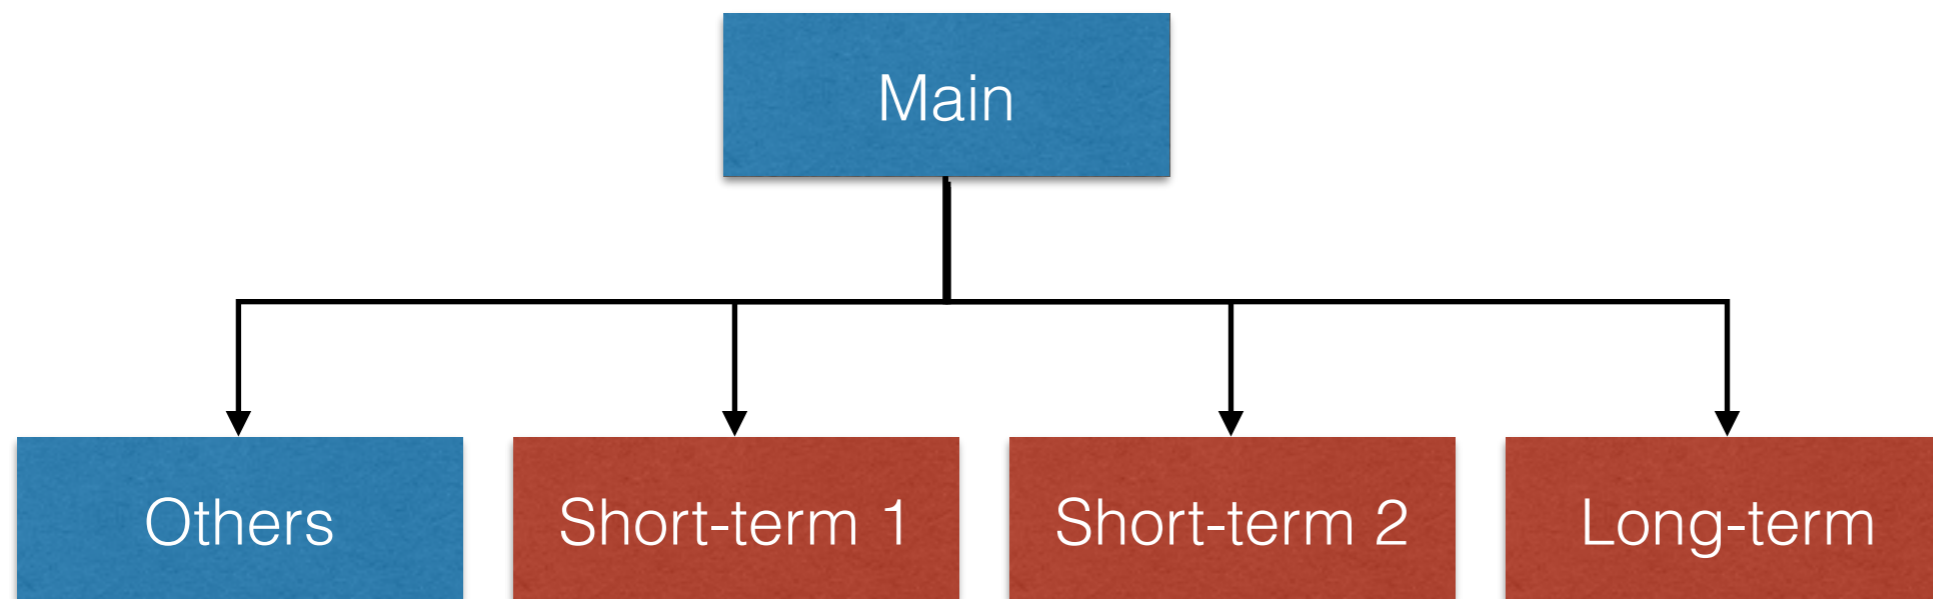 Main
Others
Short-term 1
Short-term 2
Long-term